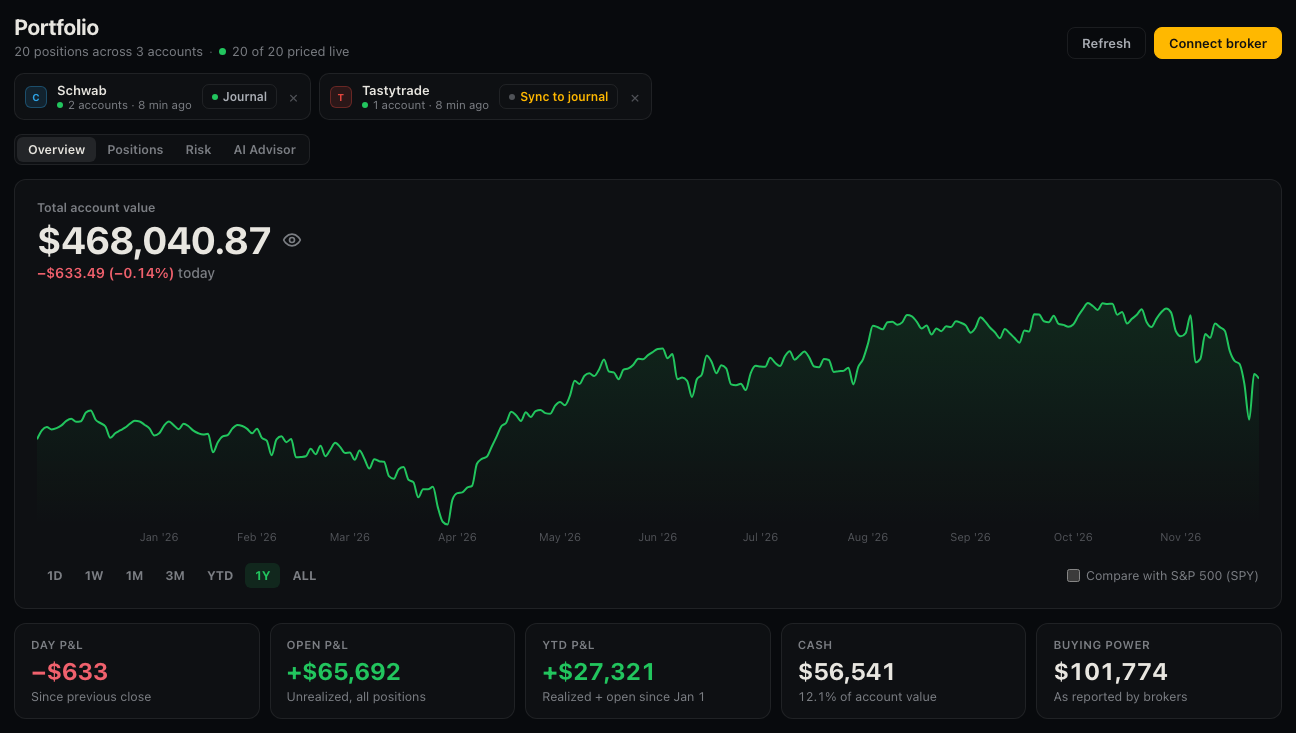 Portfolio
20 positions across 3 accounts · 20 of 20 priced live
Refresh
Connect broker
C
Schwab
2 accounts · 8 min ago
Journal
×
T
Tastytrade
1 account · 8 min ago
Sync to journal
×
Overview
Positions
Risk
AI Advisor
Total account value
$468,040.87
−$633.49 (−0.14%) today
Jan '26
Feb '26
Mar '26
Apr '26
May '26
Jun '26
Jul '26
Aug '26
Sep '26
Oct '26
Nov '26
1D
1W
1M
3M
YTD
1Y
ALL
Compare with S&P 500 (SPY)
DAY P&L
−$633
Since previous close
OPEN P&L
+$65,692
Unrealized, all positions
YTD P&L
+$27,321
Realized + open since Jan 1
CASH
$56,541
12.1% of account value
BUYING POWER
$101,774
As reported by brokers